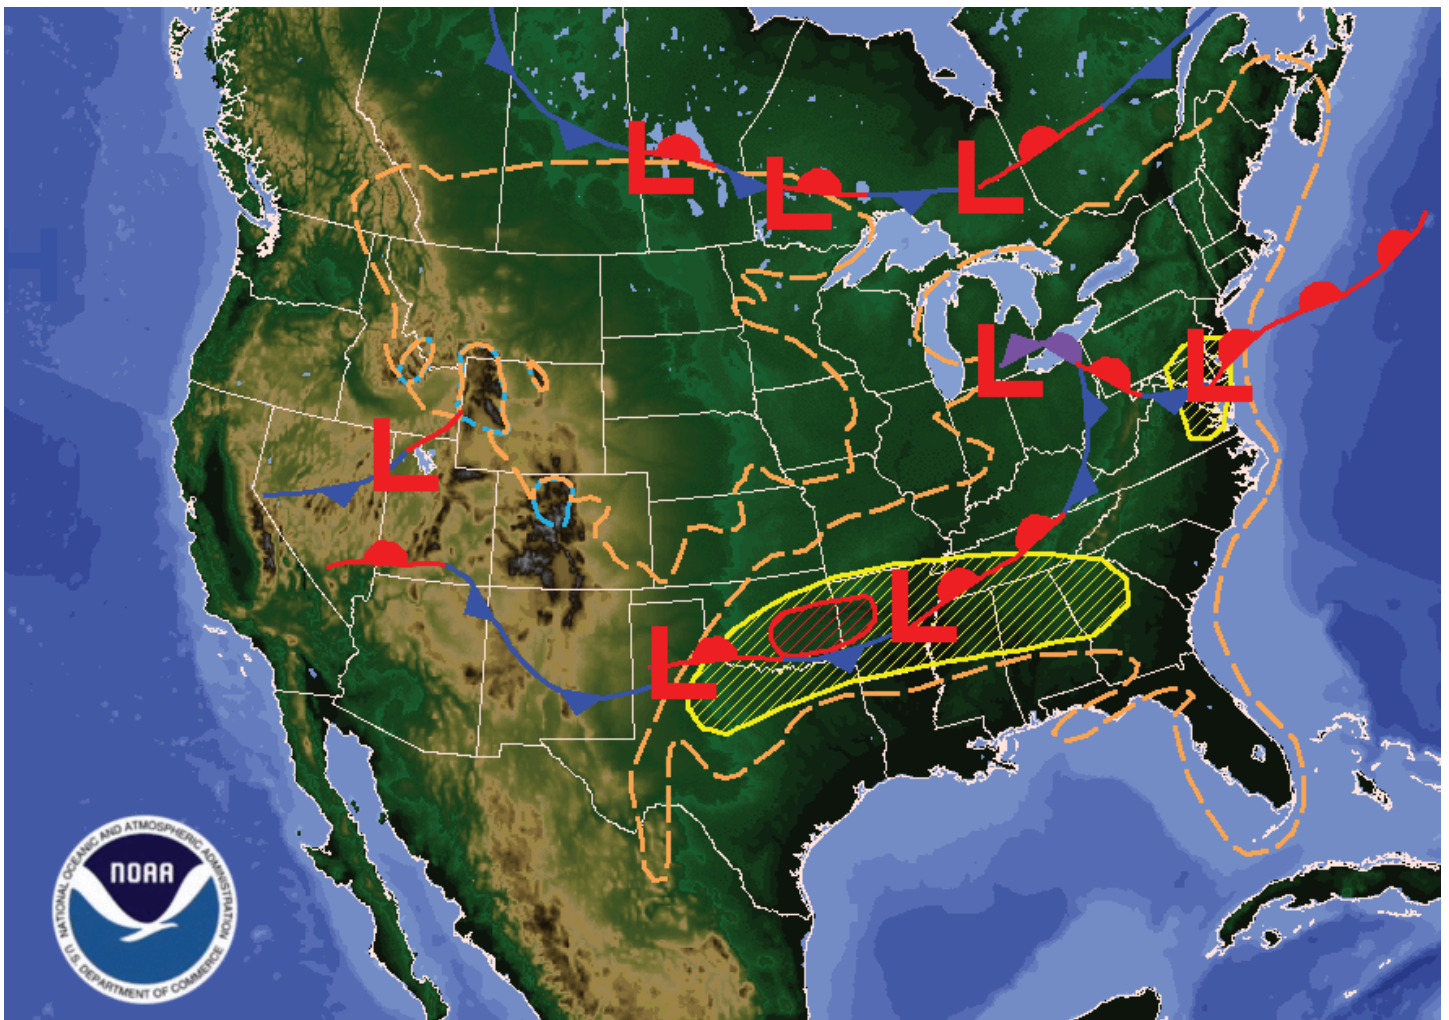 L
L
L
L
L
L
L
L
NATIONAL OCEANIC AND ATMOSPHERIC ADMINISTRATION
NOAA
U.S. DEPARTMENT OF COMMERCE